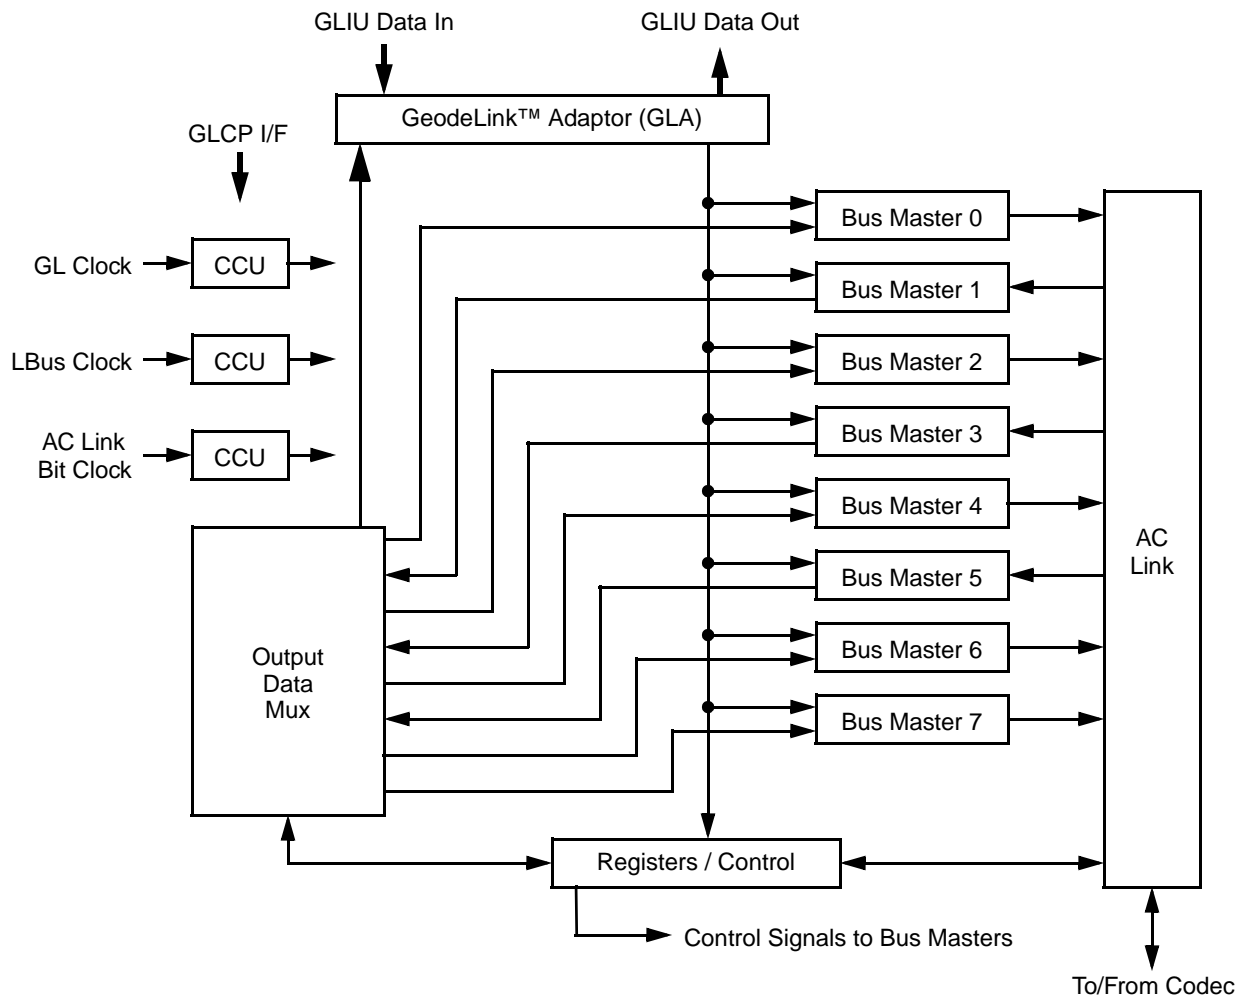 GLIU Data In
GLIU Data Out
GeodeLink™ Adaptor (GLA)
GLCP I/F
GL Clock
CCU
LBus Clock
CCU
AC Link
Bit Clock
CCU
Bus Master 0
Bus Master 1
Bus Master 2
Bus Master 3
Bus Master 4
Bus Master 5
Bus Master 6
Bus Master 7
AC
Link
Output
Data
Mux
Registers / Control
Control Signals to Bus Masters
To/From Codec